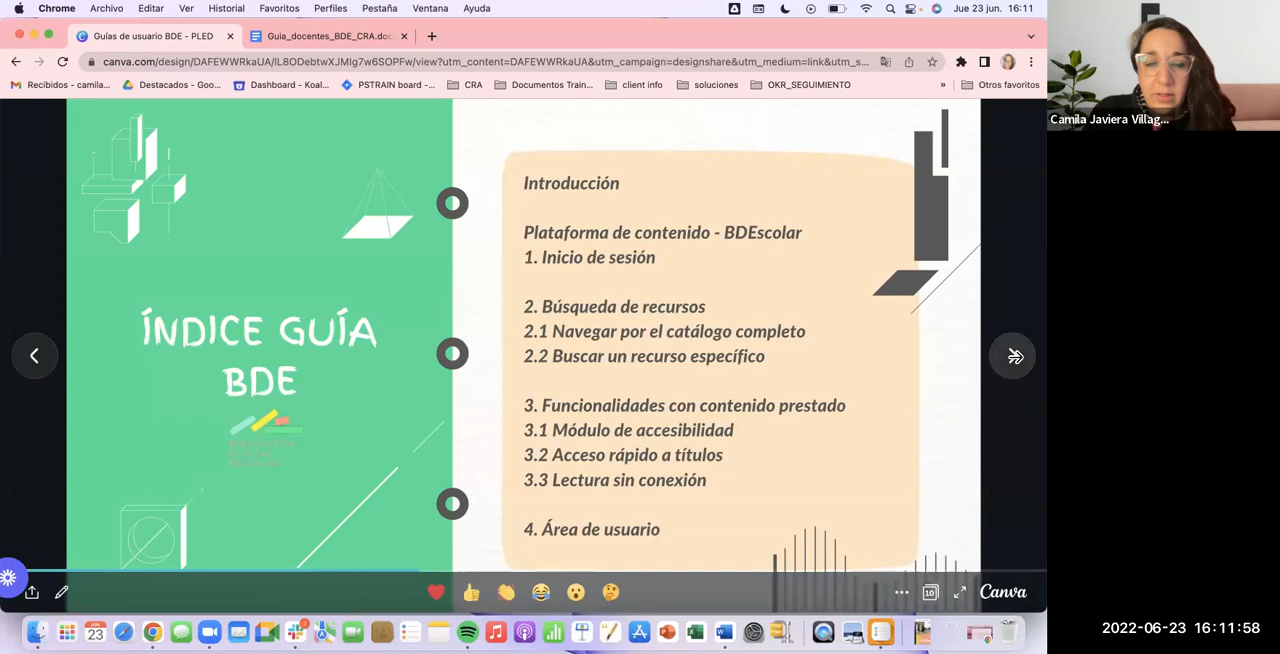 Chrome Archivo Editar Ver Historial Favoritos Perfiles Pestaña Ventana Ayuda Jue 23 jun. 16:11
Guías de usuario BDE - PLED Guia_docentes_BDE_CRA.doc
canva.com/design/DAFEWWRkaUA/lL8ODebtwXJMIg7w6SOPFw/view?utm_content=DAFEWWRkaUA&utm_campaign=designshare&utm_medium=link&utm_s...
Recibidos - camila... Destacados - Goo... Dashboard - Koal... PSTRAIN board -... CRA Documentos Train... client info soluciones OKR_SEGUIMIENTO » Otros favoritos
Camila Javiera Villag...
ÍNDICE GUÍA
BDE
Introducción
Plataforma de contenido - BDEscolar
1. Inicio de sesión
2. Búsqueda de recursos
2.1 Navegar por el catálogo completo
2.2 Buscar un recurso específico
3. Funcionalidades con contenido prestado
3.1 Módulo de accesibilidad
3.2 Acceso rápido a títulos
3.3 Lectura sin conexión
4. Área de usuario
10 Canva
JUN
23
2
2022-06-23 16:11:58